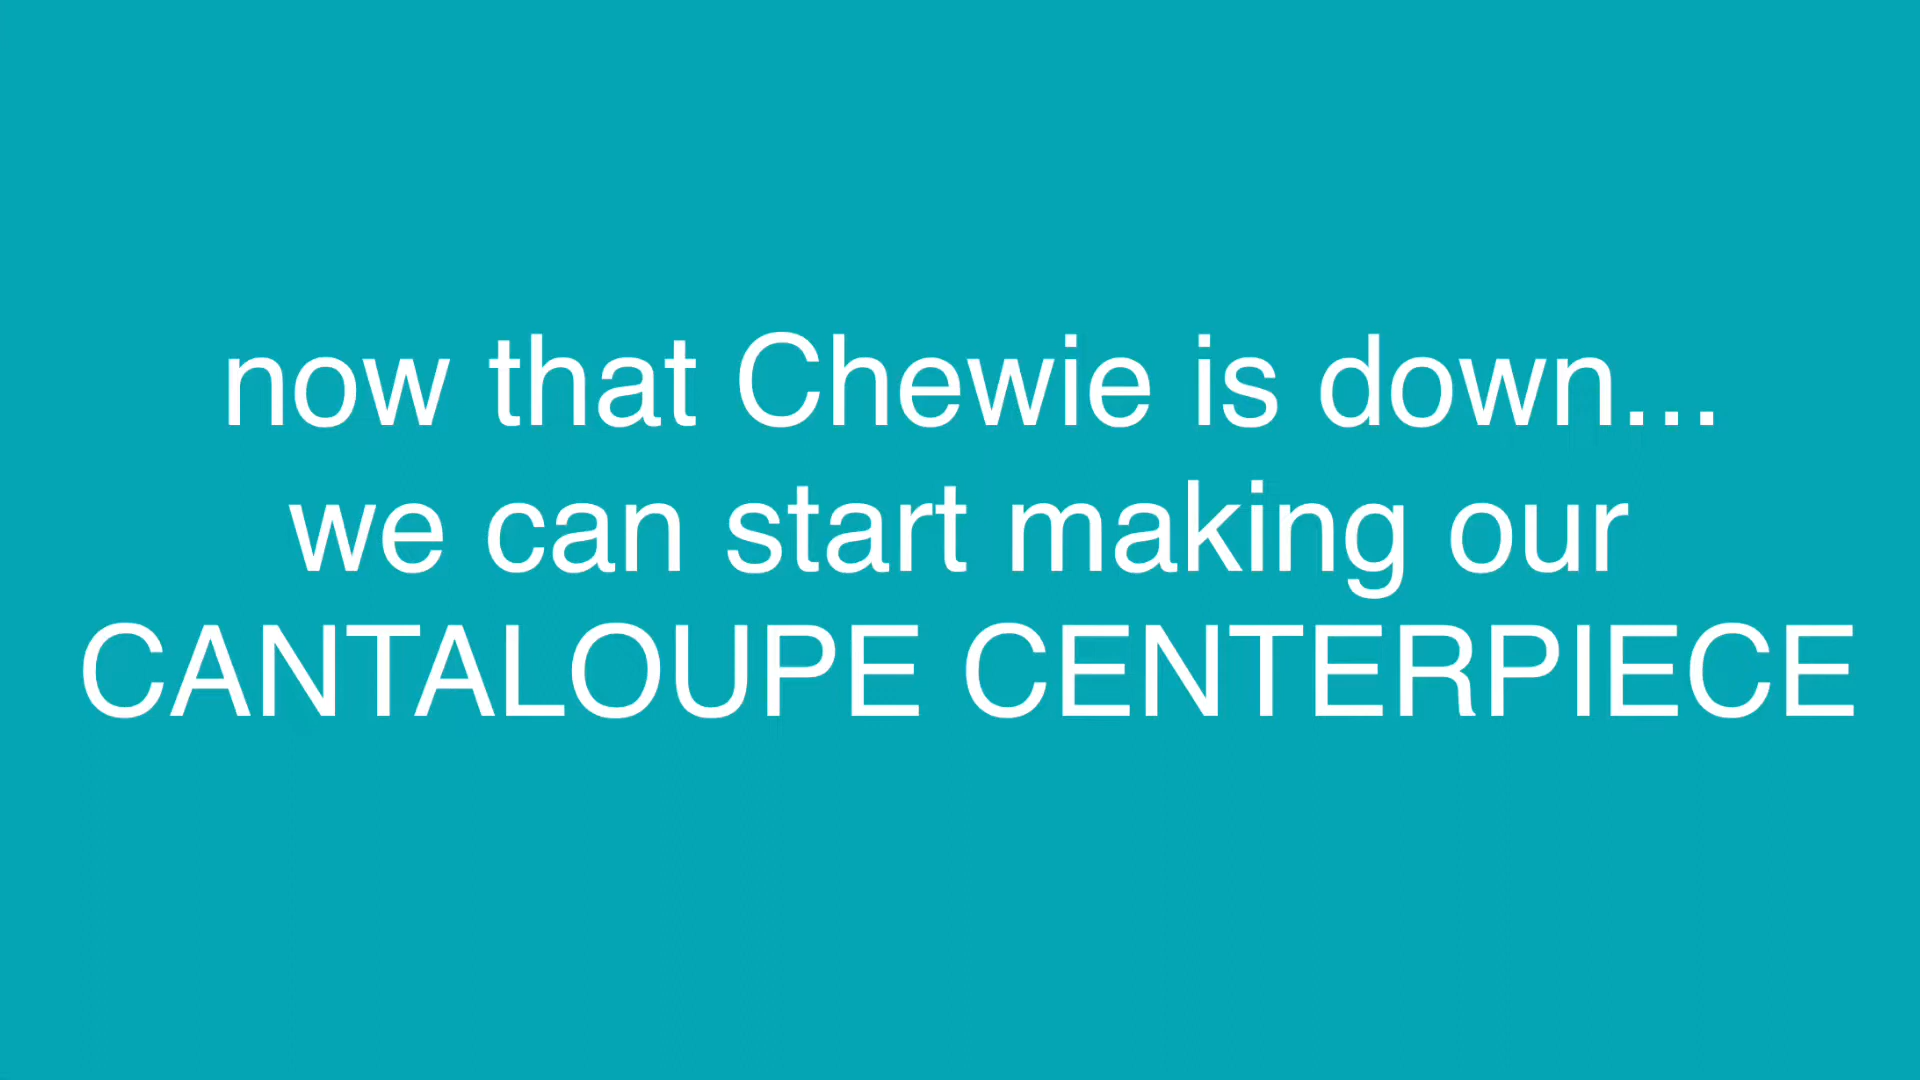 now that Chewie is down...
we can start making our
CANTALOUPE CENTERPIECE